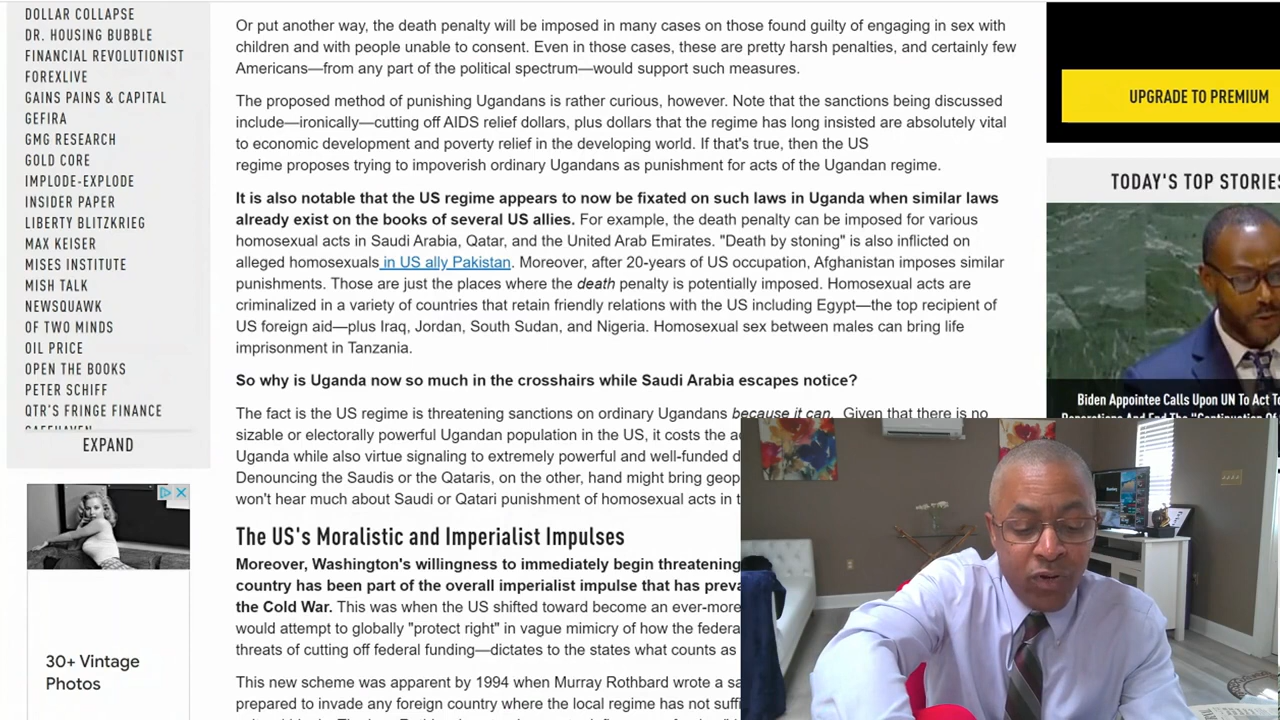 DOLLAR COLLAPSE
DR. HOUSING BUBBLE
FINANCIAL REVOLUTIONIST
FOREXLIVE
GAINS PAINS & CAPITAL
GEFIRA
GMG RESEARCH
GOLD CORE
IMPLODE-EXPLODE
INSIDER PAPER
LIBERTY BLITZKRIEG
MAX KEISER
MISES INSTITUTE
MISH TALK
NEWSQUAWK
OF TWO MINDS
OIL PRICE
OPEN THE BOOKS
PETER SCHIFF
QTR'S FRINGE FINANCE
SAFEHAVEN
EXPAND
30+ Vintage
Photos
Or put another way, the death penalty will be imposed in many cases on those found guilty of engaging in sex with
children and with people unable to consent. Even in those cases, these are pretty harsh penalties, and certainly few
Americans—from any part of the political spectrum—would support such measures.
The proposed method of punishing Ugandans is rather curious, however. Note that the sanctions being discussed
include—ironically—cutting off AIDS relief dollars, plus dollars that the regime has long insisted are absolutely vital
to economic development and poverty relief in the developing world. If that's true, then the US
regime proposes trying to impoverish ordinary Ugandans as punishment for acts of the Ugandan regime.
It is also notable that the US regime appears to now be fixated on such laws in Uganda when similar laws
already exist on the books of several US allies. For example, the death penalty can be imposed for various
homosexual acts in Saudi Arabia, Qatar, and the United Arab Emirates. "Death by stoning" is also inflicted on
alleged homosexuals in US ally Pakistan. Moreover, after 20-years of US occupation, Afghanistan imposes similar
punishments. Those are just the places where the death penalty is potentially imposed. Homosexual acts are
criminalized in a variety of countries that retain friendly relations with the US including Egypt—the top recipient of
US foreign aid—plus Iraq, Jordan, South Sudan, and Nigeria. Homosexual sex between males can bring life
imprisonment in Tanzania.
So why is Uganda now so much in the crosshairs while Saudi Arabia escapes notice?
The fact is the US regime is threatening sanctions on ordinary Ugandans because it can. Given that there is no
sizable or electorally powerful Ugandan population in the US, it costs the
Uganda while also virtue signaling to extremely powerful and well-funded
Denouncing the Saudis or the Qataris, on the other, hand might bring
won't hear much about Saudi or Qatari punishment of homosexual acts in
The US's Moralistic and Imperialist Impulses
Moreover, Washington's willingness to immediately begin threatening
country has been part of the overall imperialist impulse that has
the Cold War. This was when the US shifted toward become an ever-more
would attempt to globally "protect right" in vague mimicry of how the
threats of cutting off federal funding—dictates to the states what counts as
This new scheme was apparent by 1994 when Murray Rothbard wrote a
prepared to invade any foreign country where the local regime has not
UPGRADE TO PREMIUM
TODAY'S TOP STORIES
Biden Appointee Calls Upon UN To Act